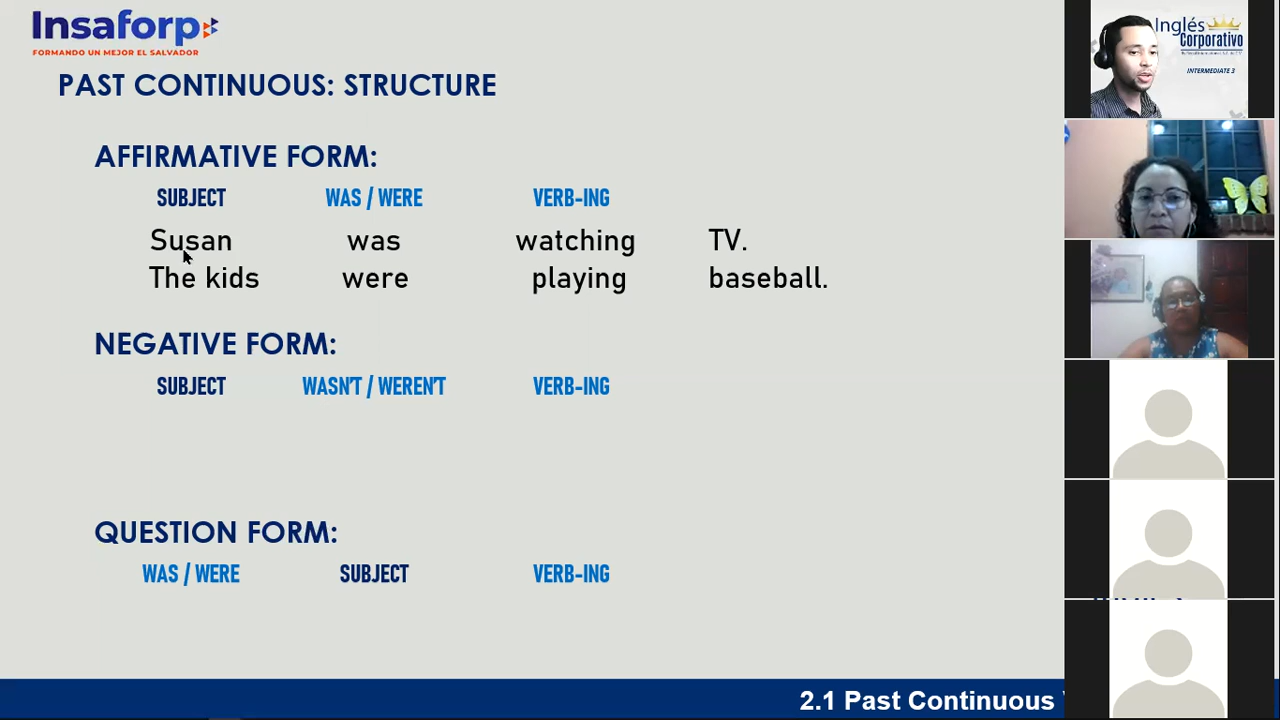 Insaforp
FORMANDO UN MEJOR EL SALVADOR
PAST CONTINUOUS: STRUCTURE
AFFIRMATIVE FORM:
SUBJECT WAS / WERE VERB-ING
Susan was watching TV.
The kids were playing baseball.
NEGATIVE FORM:
SUBJECT WASN'T / WEREN'T VERB-ING
QUESTION FORM:
WAS / WERE SUBJECT VERB-ING
2.1 Past Continuous
Inglés
Corporativo
INTERMEDIATE 3